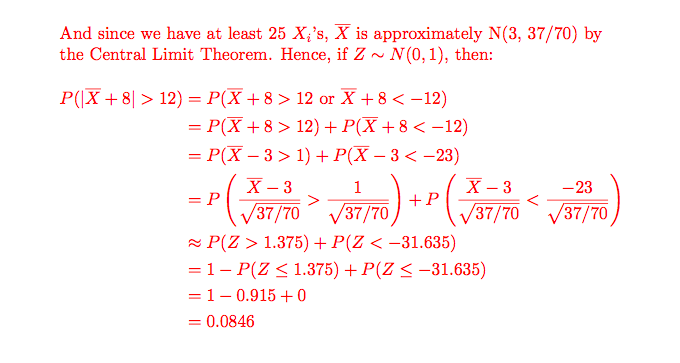 And since we have at least 25 $X_i$'s, $\overline{X}$ is approximately N(3, 37/70) by
the Central Limit Theorem. Hence, if $Z \sim N(0,1)$, then:
$P(|\overline{X}+8| > 12) = P(\overline{X}+8 > 12 \text{ or } \overline{X}+8 < -12)$
$= P(\overline{X}+8 > 12) + P(\overline{X}+8 < -12)$
$= P(\overline{X}-3 > 1) + P(\overline{X}-3 < -23)$
$= P\left(\frac{\overline{X}-3}{\sqrt{37/70}} > \frac{1}{\sqrt{37/70}}\right) + P\left(\frac{\overline{X}-3}{\sqrt{37/70}} < \frac{-23}{\sqrt{37/70}}\right)$
$\approx P(Z > 1.375) + P(Z < -31.635)$
$= 1 - P(Z \leq 1.375) + P(Z \leq -31.635)$
$= 1 - 0.915 + 0$
$= 0.0846$